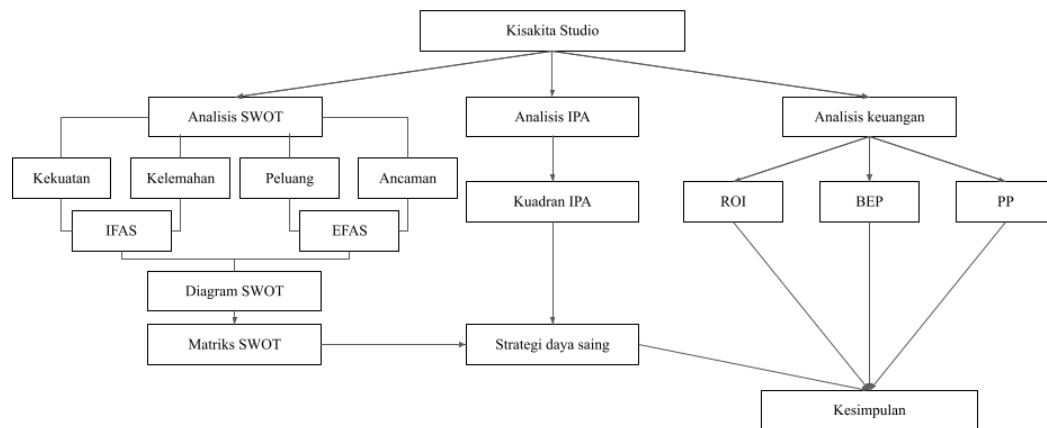 Kisakita Studio
Analisis SWOT
Analisis IPA
Analisis keuangan
Kekuatan
Kelemahan
Peluang
Ancaman
Kuadran IPA
ROI
BEP
PP
IFAS
EFAS
Diagram SWOT
Matriks SWOT
Strategi daya saing
Kesimpulan